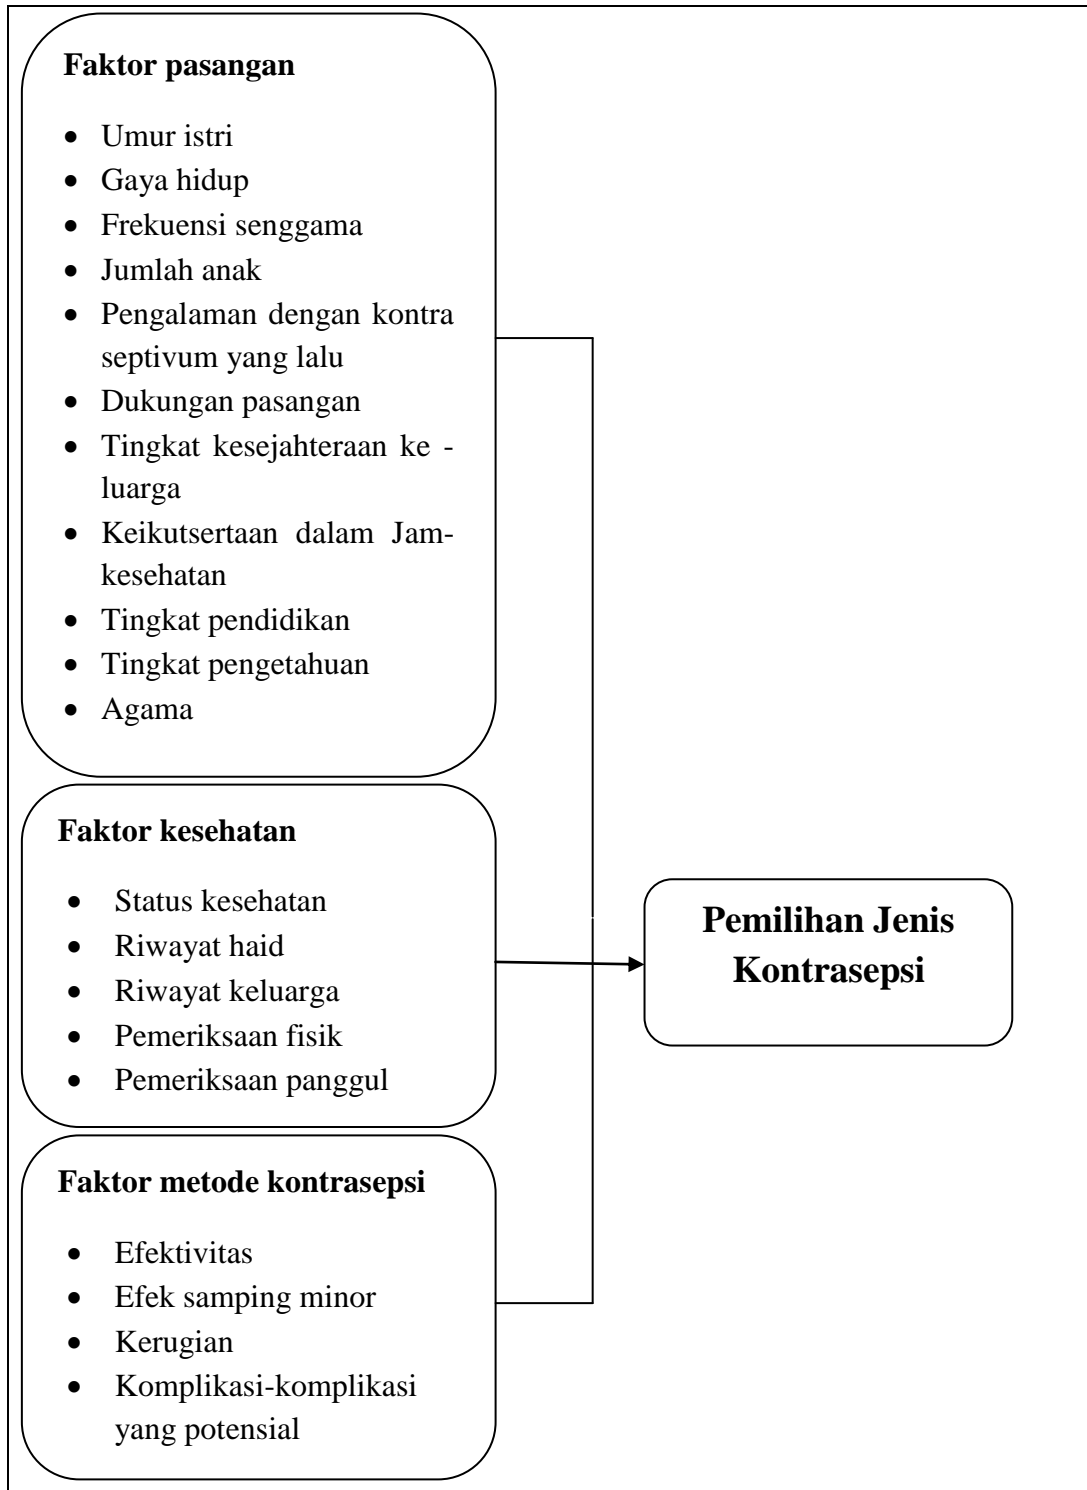 Faktor pasangan
• Umur istri
• Gaya hidup
• Frekuensi senggama
• Jumlah anak
• Pengalaman dengan kontra
septivum yang lalu
• Dukungan pasangan
• Tingkat kesejahteraan ke -
luarga
• Keikutsertaan dalam Jam-
kesehatan
• Tingkat pendidikan
• Tingkat pengetahuan
• Agama
Faktor kesehatan
• Status kesehatan
• Riwayat haid
• Riwayat keluarga
• Pemeriksaan fisik
• Pemeriksaan panggul
Faktor metode kontrasepsi
• Efektivitas
• Efek samping minor
• Kerugian
• Komplikasi-komplikasi
yang potensial
Pemilihan Jenis
Kontrasepsi